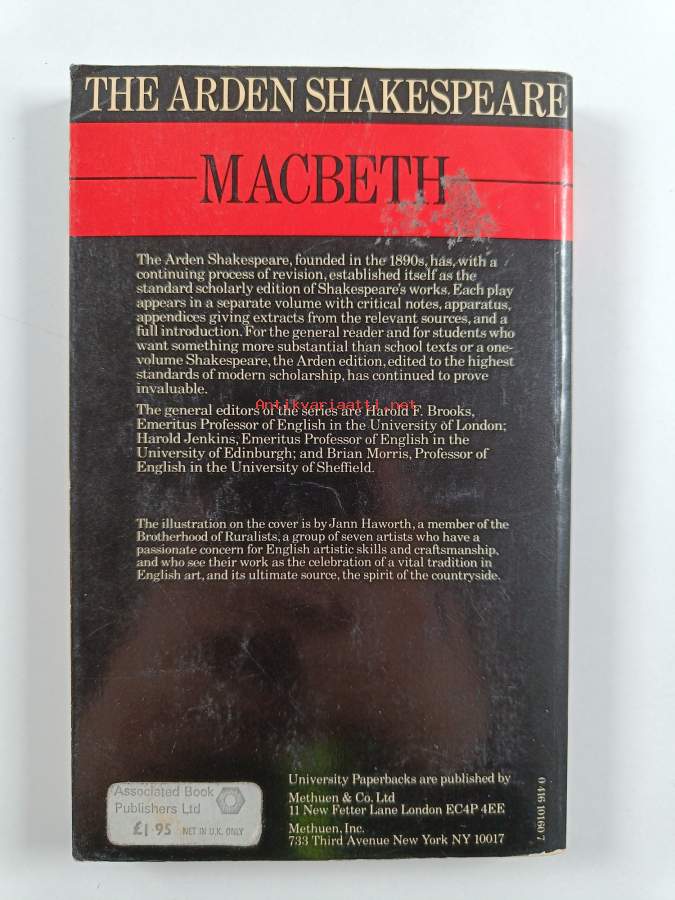 THE ARDEN SHAKESPEARE
MACBETH
The Arden Shakespeare, founded in the 1890s, has, with a
continuing process of revision, established itself as the
standard scholarly edition of Shakespeare's works. Each play
appears in a separate volume with critical notes, apparatus,
appendices giving extracts from the relevant sources, and a
full introduction. For the general reader and for students who
want something more substantial than school texts or a one-
volume Shakespeare, the Arden edition, edited to the highest
standards of modern scholarship, has continued to prove
invaluable.
Antikvariaatti.net
The general editors of the series are Harold F. Brooks,
Emeritus Professor of English in the University of London;
Harold Jenkins, Emeritus Professor of English in the
University of Edinburgh; and Brian Morris, Professor of
English in the University of Sheffield.
The illustration on the cover is by Jann Haworth, a member of the
Brotherhood of Ruralists, a group of seven artists who have a
passionate concern for English artistic skills and craftsmanship,
and who see their work as the celebration of a vital tradition in
English art, and its ultimate source, the spirit of the countryside.
Associated Book
Publishers Ltd
£1·95 NET IN U.K. ONLY
University Paperbacks are published by
Methuen & Co. Ltd
11 New Fetter Lane London EC4P 4EE
Methuen, Inc.
733 Third Avenue New York NY 10017
0 416 10160 7